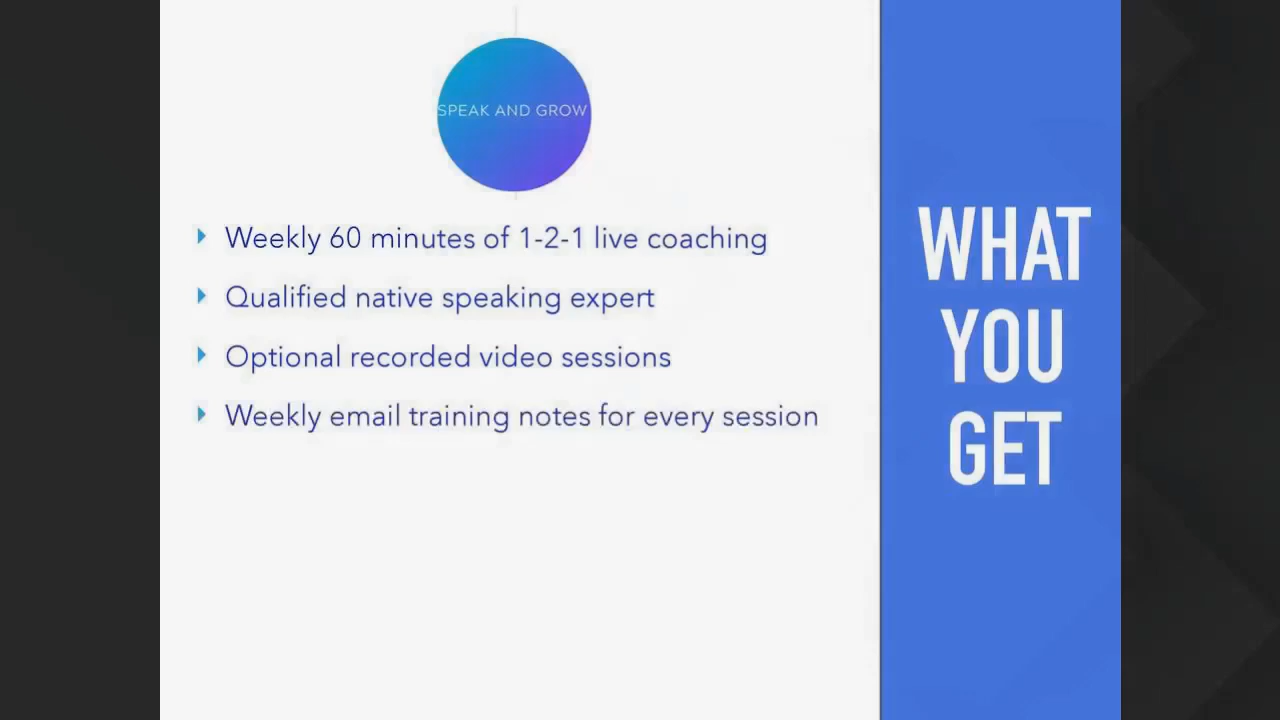 SPEAK AND GROW
Weekly 60 minutes of 1-2-1 live coaching
Qualified native speaking expert
Optional recorded video sessions
Weekly email training notes for every session
WHAT
YOU
GET